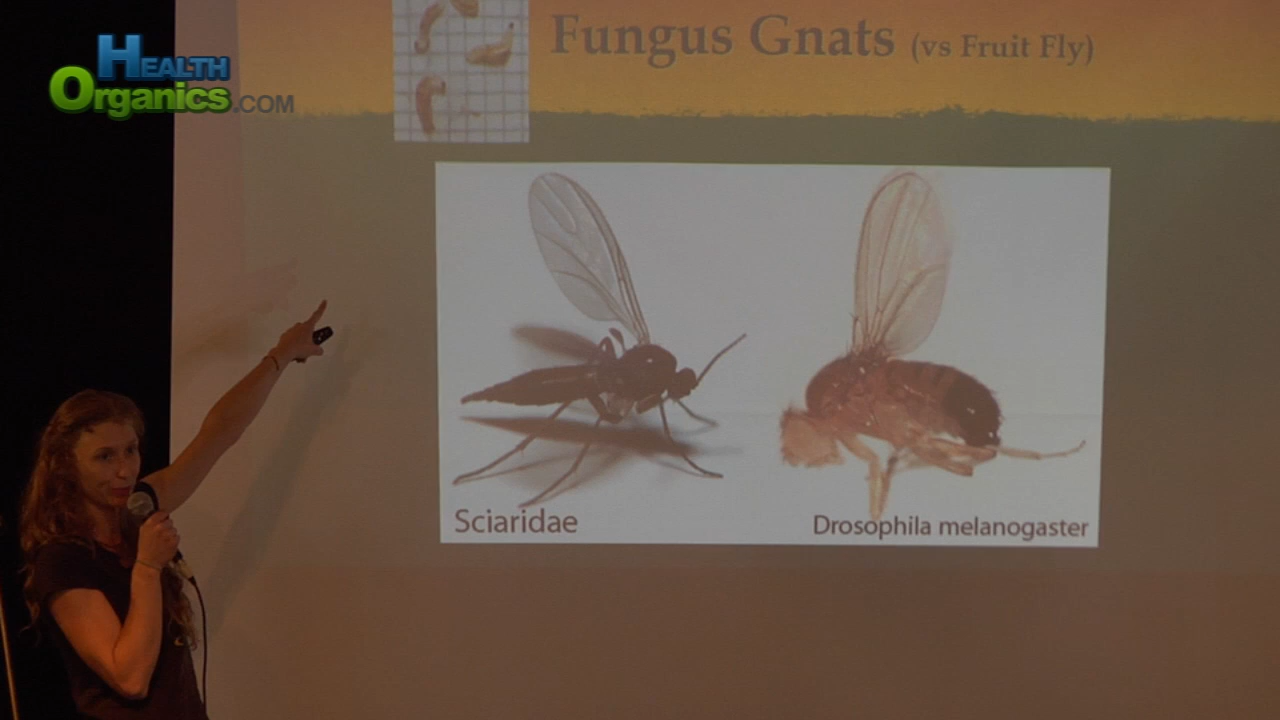 Health
Organics.com
Fungus Gnats (vs Fruit Fly)
Sciaridae
Drosophila melanogaster